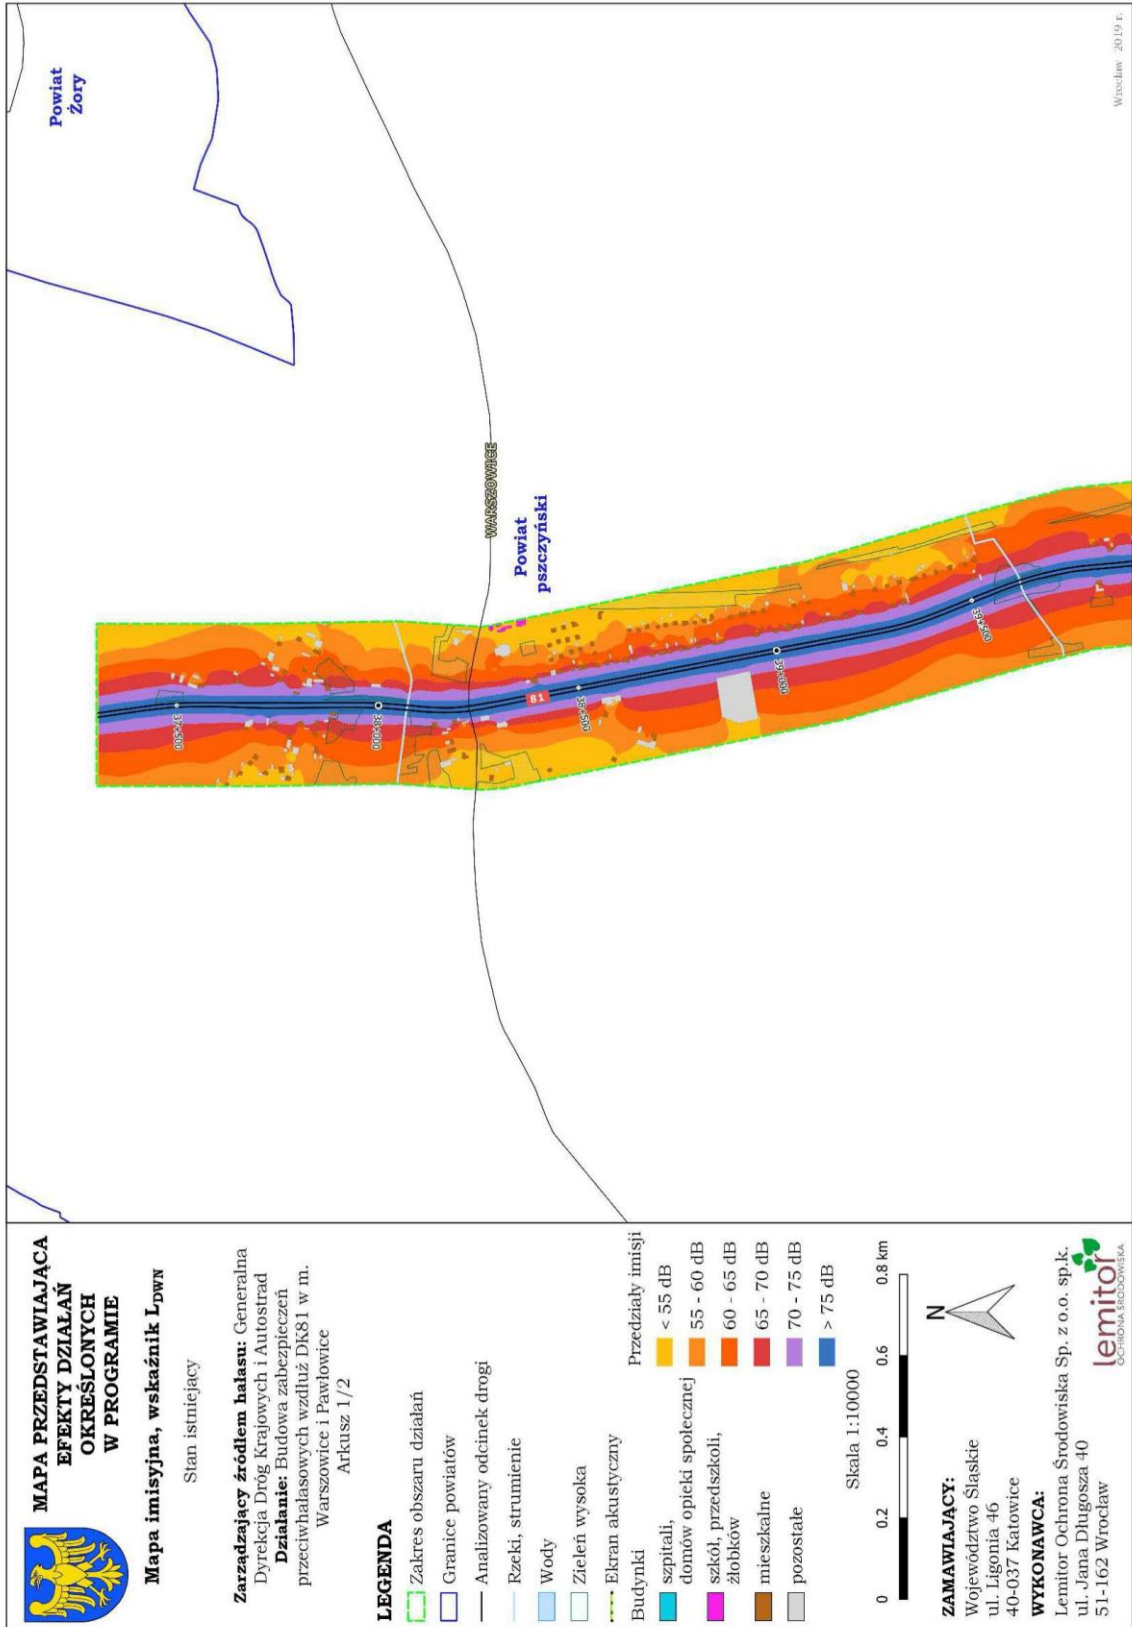 MAPA PRZEDSTAWIAJĄCA
EFEKTY DZIAŁAŃ
OKREŚLONYCH
W PROGRAMIE
Mapa imisyjna, wskaźnik LDWN
Stan istniejący
Zarządzający źródłem hałasu: Generalna
Dyrekcja Dróg Krajowych i Autostrad
Działanie: Budowa zabezpieczeń
przeciwhałasowych wzdłuż DK81 w m.
Warszowice i Pawłowice
Arkusz 1/2
LEGENDA
Zakres obszaru działań
Granice powiatów
Analizowany odcinek drogi
Rzeki, strumienie
Wody
Zieleń wysoka
Ekran akustyczny
Budynki
szpitali,
domów opieki społecznej
szkół, przedszkoli,
żłobków
mieszkalne
pozostałe
Przedziały imisji
< 55 dB
55 - 60 dB
60 - 65 dB
65 - 70 dB
70 - 75 dB
> 75 dB
Skala 1:10000
0 0.2 0.4 0.6 0.8 km
N
ZAMAWIAJĄCY:
Województwo Śląskie
ul. Ligonia 46
40-037 Katowice
WYKONAWCA:
Lemitor Ochrona Środowiska Sp. z o.o. sp.k.
ul. Jana Długosza 40
51-162 Wrocław
lemitor
OCHRONA ŚRODOWISKA
Powiat
Żory
WARSZOWICE
Powiat
pszczyński
37+500
38+000
81
38+500
39+000
39+500
Wrocław 2019 r.